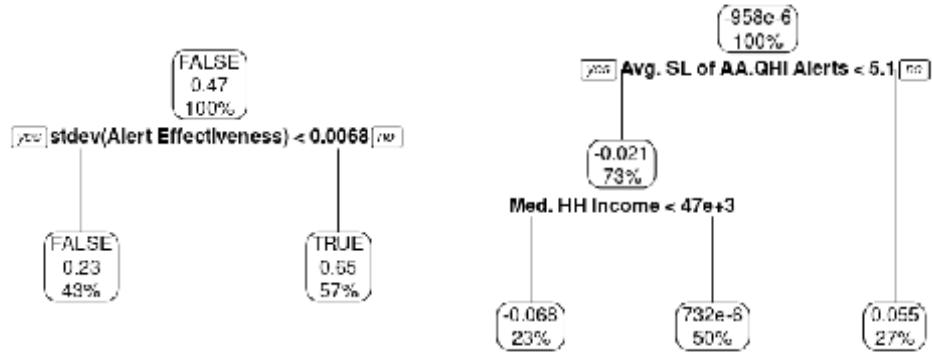 FALSE
0.47
100%
yes stdev(Alert Effectiveness) < 0.0068 no
FALSE
0.23
43%
TRUE
0.65
57%
-958e-6
100%
yes Avg. SL of AA.QHI Alerts < 5.1 no
-0.021
73%
Med. HH Income < 47e+3
-0.068
23%
732e-6
50%
0.055
27%